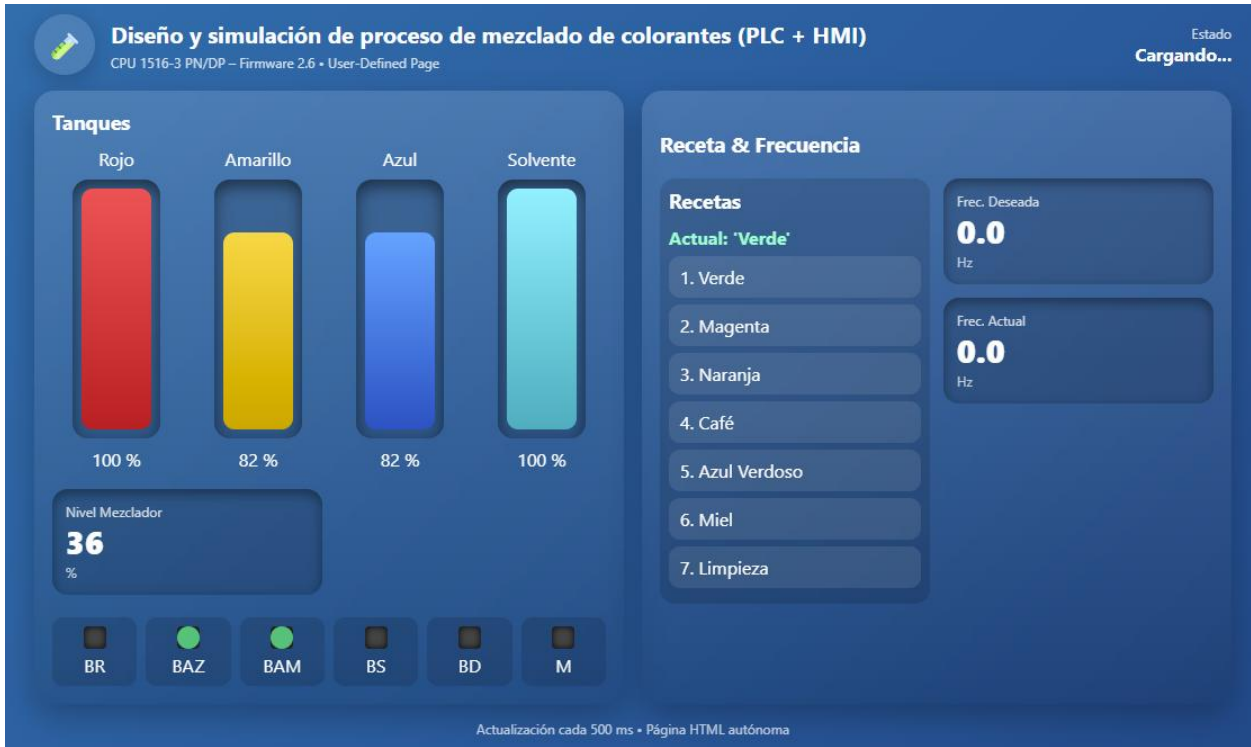 Diseño y simulación de proceso de mezclado de colorantes (PLC + HMI)
CPU 1516-3 PN/DP – Firmware 2.6 • User-Defined Page
Estado
Cargando...
Tanques
Rojo Amarillo Azul Solvente
100 % 82 % 82 % 100 %
Nivel Mezclador
36
%
BR BAZ BAM BS BD M
Receta & Frecuencia
Recetas
Actual: 'Verde'
1. Verde
2. Magenta
3. Naranja
4. Café
5. Azul Verdoso
6. Miel
7. Limpieza
Frec. Deseada
0.0
Hz
Frec. Actual
0.0
Hz
Actualización cada 500 ms • Página HTML autónoma